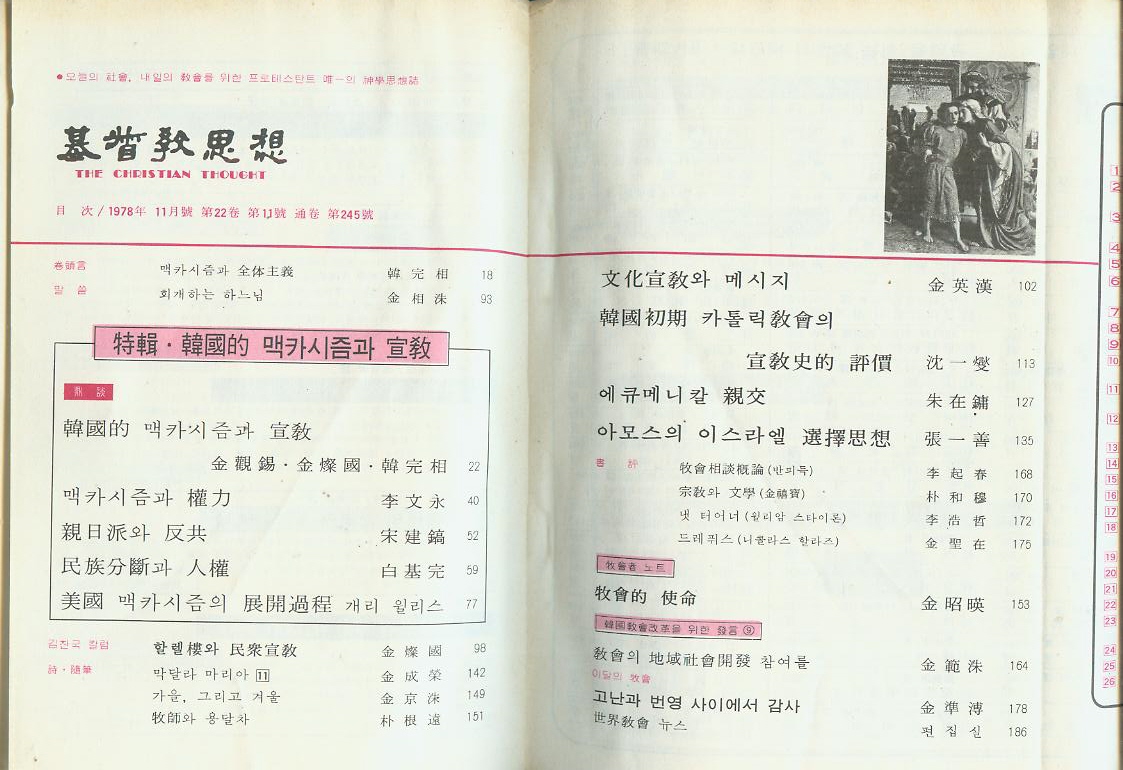 ●오늘의 社會, 내일의 敎會를 위한 프로테스탄트 唯一의 神學思想誌
基督敎思想
THE CHRISTIAN THOUGHT
目 次 / 1978年 11月號 第22卷 第11號 通卷 第245號
卷頭言 맥카시즘과 全体主義 韓完相 18
말 씀 회개하는 하느님 金相洙 93
特輯·韓國的 맥카시즘과 宣敎
鼎 談
韓國的 맥카시즘과 宣敎
金觀錫·金燦國·韓完相 22
맥카시즘과 權力 李文永 40
親日派와 反共 宋建鎬 52
民族分斷과 人權 白基完 59
美國 맥카시즘의 展開過程 개리 윌리스 77
김찬국 칼럼 할렐樓와 民衆宣敎 金燦國 98
詩·隨筆 막달라 마리아 11 金成榮 142
가을, 그리고 겨울 金京洙 149
牧師와 용달차 朴根遠 151
文化宣敎와 메시지 金英漢 102
韓國初期 카톨릭敎會의
宣敎史的 評價 沈一燮 113
에큐메니칼 親交 朱在鏞 127
아모스의 이스라엘 選擇思想 張一善 135
書 評 牧會相談槪論 (반피득) 李起春 168
宗敎와 文學 (金禧寶) 朴和穆 170
냇 터어너 (윌리암 스타이론) 李浩哲 172
드레퓌스 (니콜라스 할라즈) 金聖在 175
牧會者 노트
牧會的 使命 金昭暎 153
韓國敎會改革을 위한 發言 ⑨
敎會의 地域社會開發 참여를 金範洙 164
이달의 牧會
고난과 번영 사이에서 감사 金準溥 178
世界敎會 뉴스 편집실 186
1
2
3
4
5
6
7
8
9
10
11
12
13
14
15
16
17
18
19
20
21
22
23
24
25
26